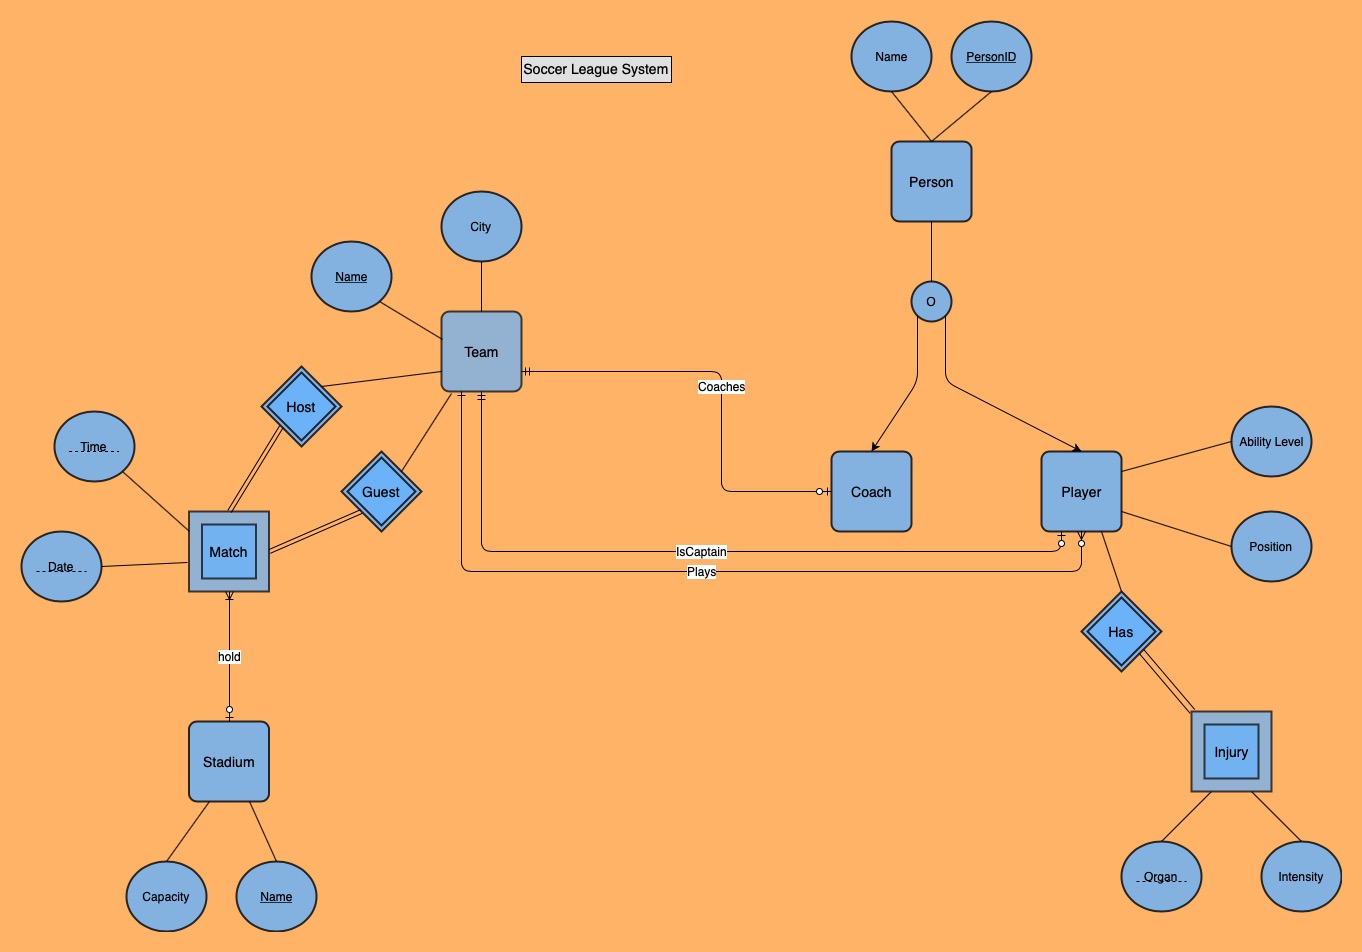 Name
PersonID
Soccer League System
Person
City
Name
O
Team
Coaches
Host
Time
Ability Level
Guest
Coach
Player
Match
IsCaptain
Position
Date
Plays
Has
hold
Stadium
Injury
Organ
Intensity
Capacity
Name